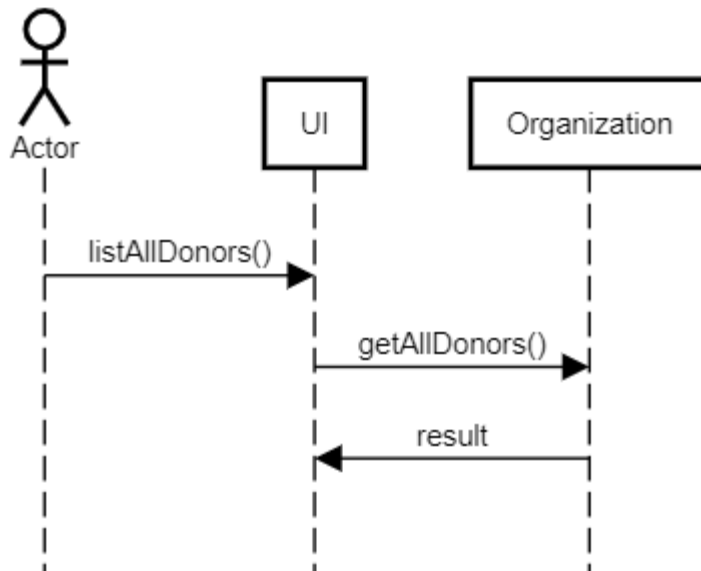 Actor
UI
Organization
listAllDonors()
getAllDonors()
result